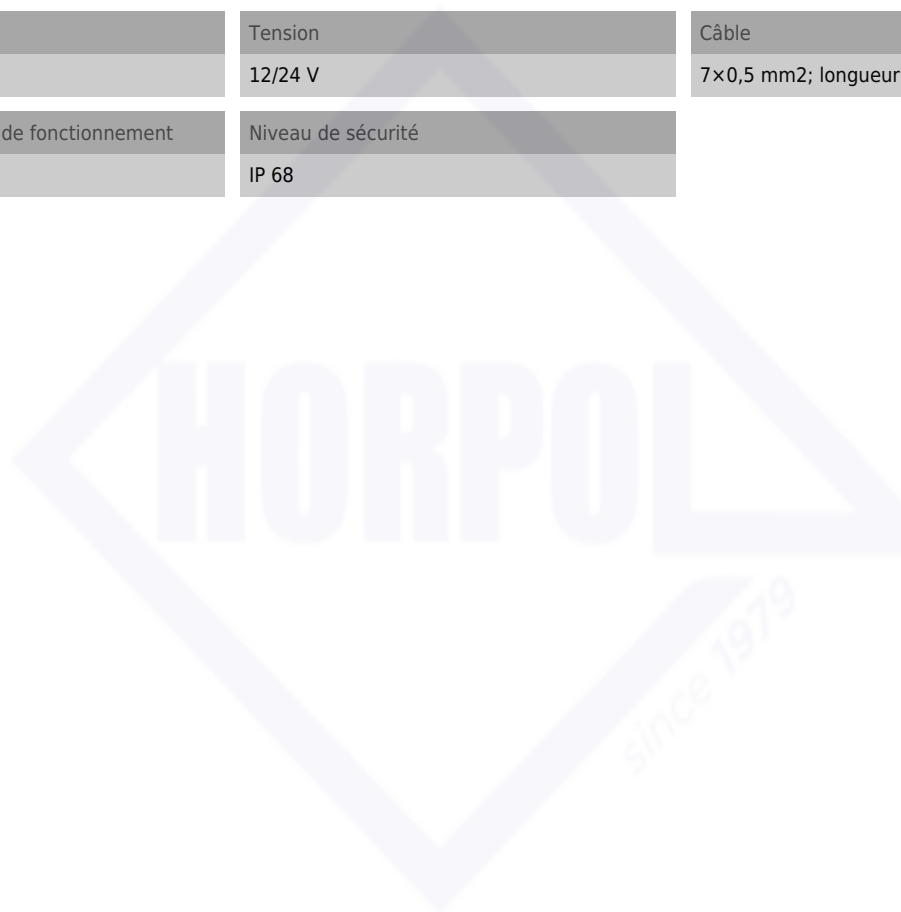 Tension
Câble
12/24 V
7×0,5 mm2; longueur
de fonctionnement
Niveau de sécurité
IP 68
HORPOL
since 1979